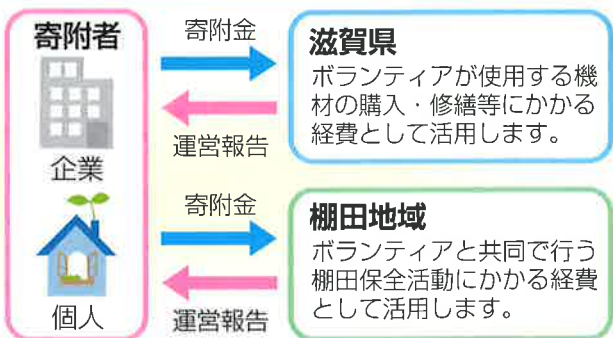 寄附者
企業
個人
寄附金
運営報告
滋賀県
ボランティアが使用する機
材の購入・修繕等にかかる
経費として活用します。
寄附金
運営報告
棚田地域
ボランティアと共同で行う
棚田保全活動にかかる経費
として活用します。